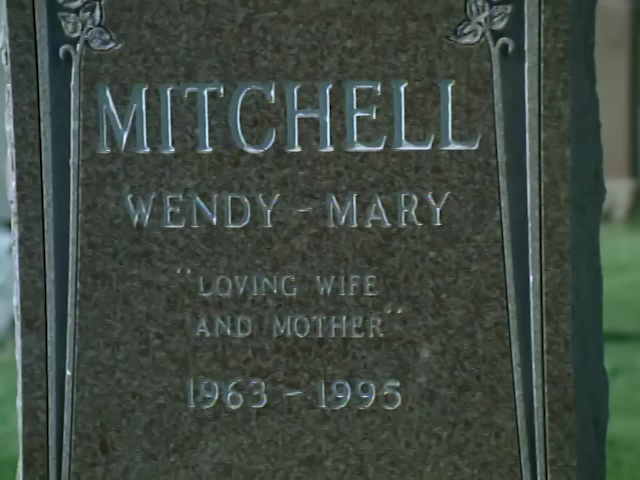 MITCHELL
WENDY - MARY
"LOVING WIFE
AND MOTHER"
1963 - 1995